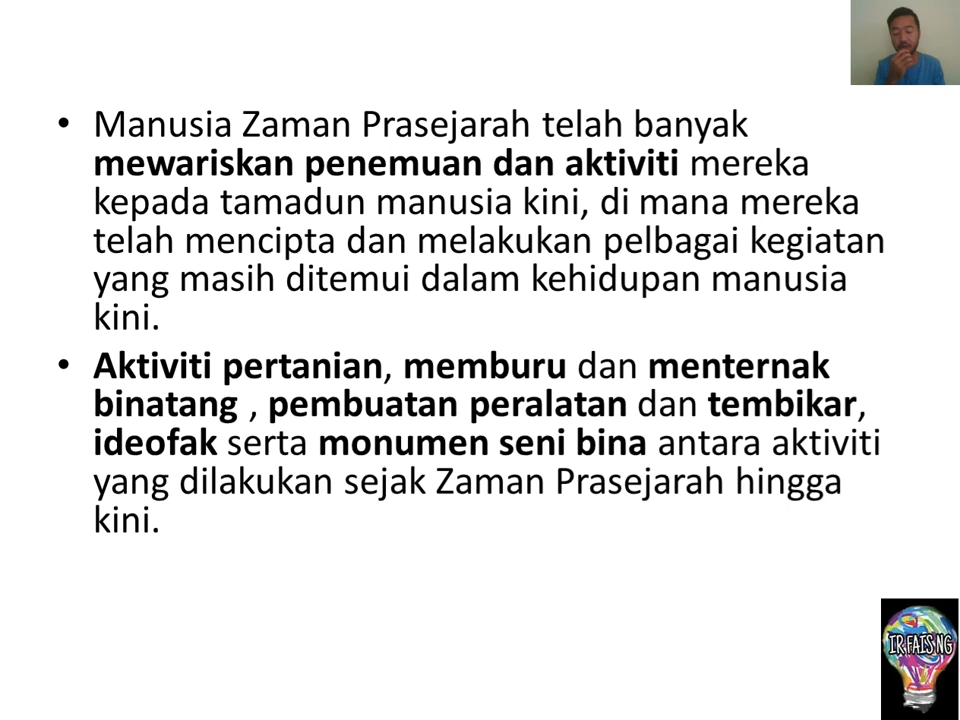 • Manusia Zaman Prasejarah telah banyak
mewariskan penemuan dan aktiviti mereka
kepada tamadun manusia kini, di mana mereka
telah mencipta dan melakukan pelbagai kegiatan
yang masih ditemui dalam kehidupan manusia
kini.
• Aktiviti pertanian, memburu dan menternak
binatang , pembuatan peralatan dan tembikar,
ideofak serta monumen seni bina antara aktiviti
yang dilakukan sejak Zaman Prasejarah hingga
kini.
IR FAIS NG